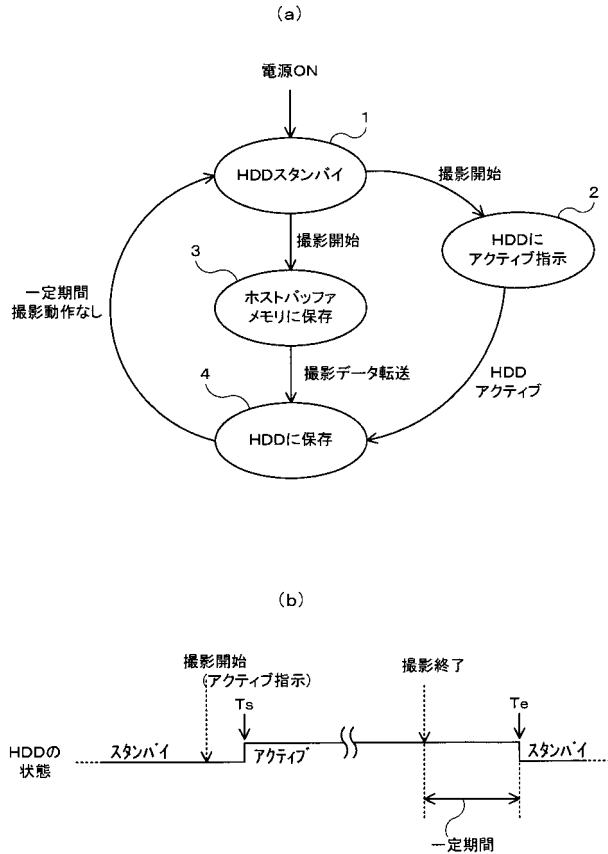 (a)
電源ON
1
HDDスタンバイ
撮影開始
2
HDDに
アクティブ指示
撮影開始
3
一定期間
撮影動作なし
ホストバッファ
メモリに保存
撮影データ転送
HDD
アクティブ
4
HDDに保存
(b)
撮影開始
(アクティブ指示)
撮影終了
Ts
Te
HDDの
状態
スタンバイ
アクティブ
スタンバイ
一定期間